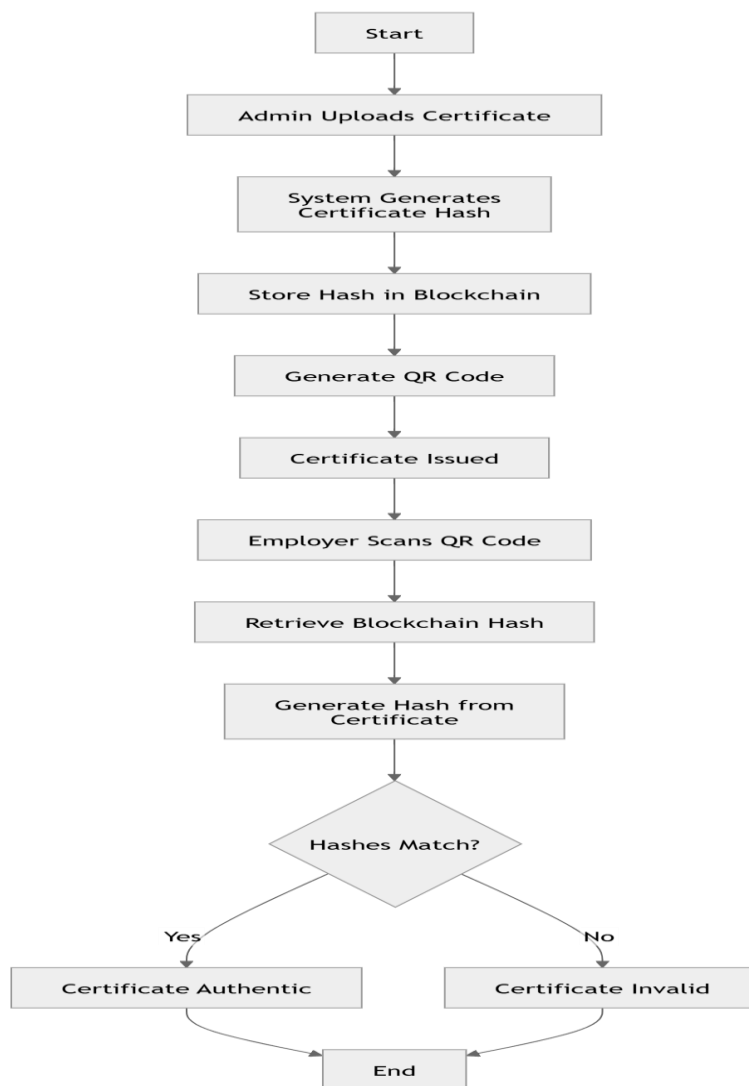 Start
Admin Uploads Certificate
System Generates
Certificate Hash
Store Hash in Blockchain
Generate QR Code
Certificate Issued
Employer Scans QR Code
Retrieve Blockchain Hash
Generate Hash from
Certificate
Hashes Match?
Yes
No
Certificate Authentic
Certificate Invalid
End